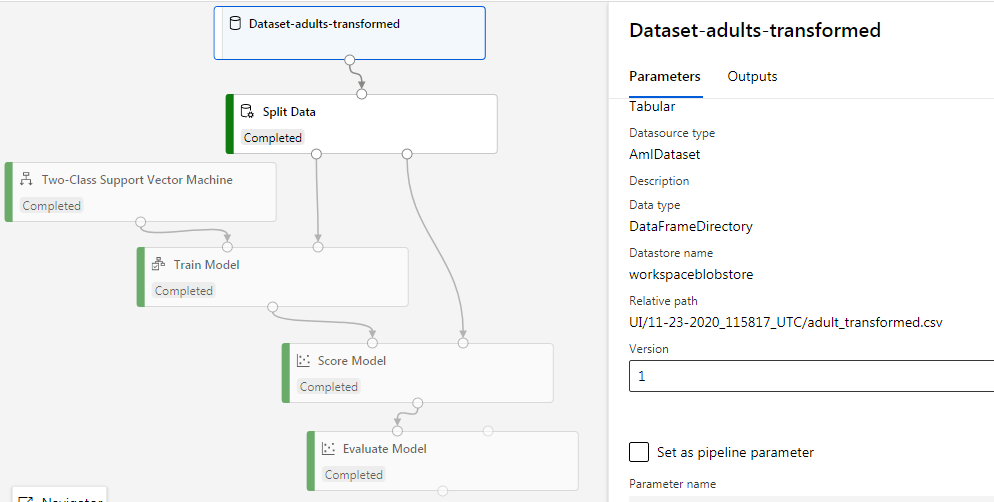 Dataset-adults-transformed
Split Data
Completed
Two-Class Support Vector Machine
Completed
Train Model
Completed
Score Model
Completed
Evaluate Model
Completed
Navigator
Dataset-adults-transformed
Parameters Outputs
Tabular
Datasource type
AmlDataset
Description
Data type
DataFrameDirectory
Datastore name
workspaceblobstore
Relative path
UI/11-23-2020_115817_UTC/adult_transformed.csv
Version
1
Set as pipeline parameter
Parameter name